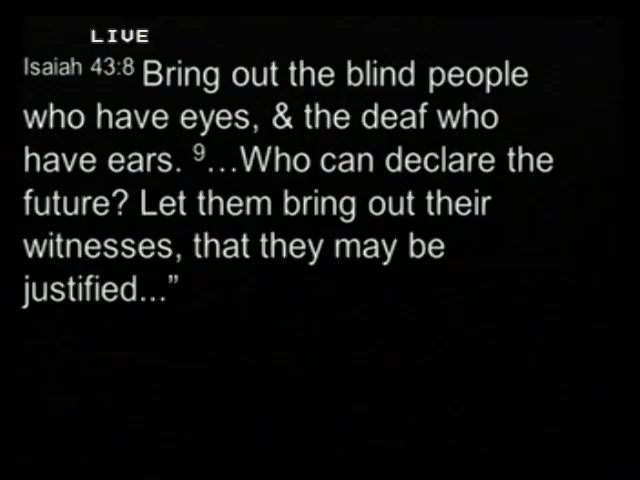 LIVE
Isaiah 43:8 Bring out the blind people
who have eyes, & the deaf who
have ears. 9…Who can declare the
future? Let them bring out their
witnesses, that they may be
justified...”